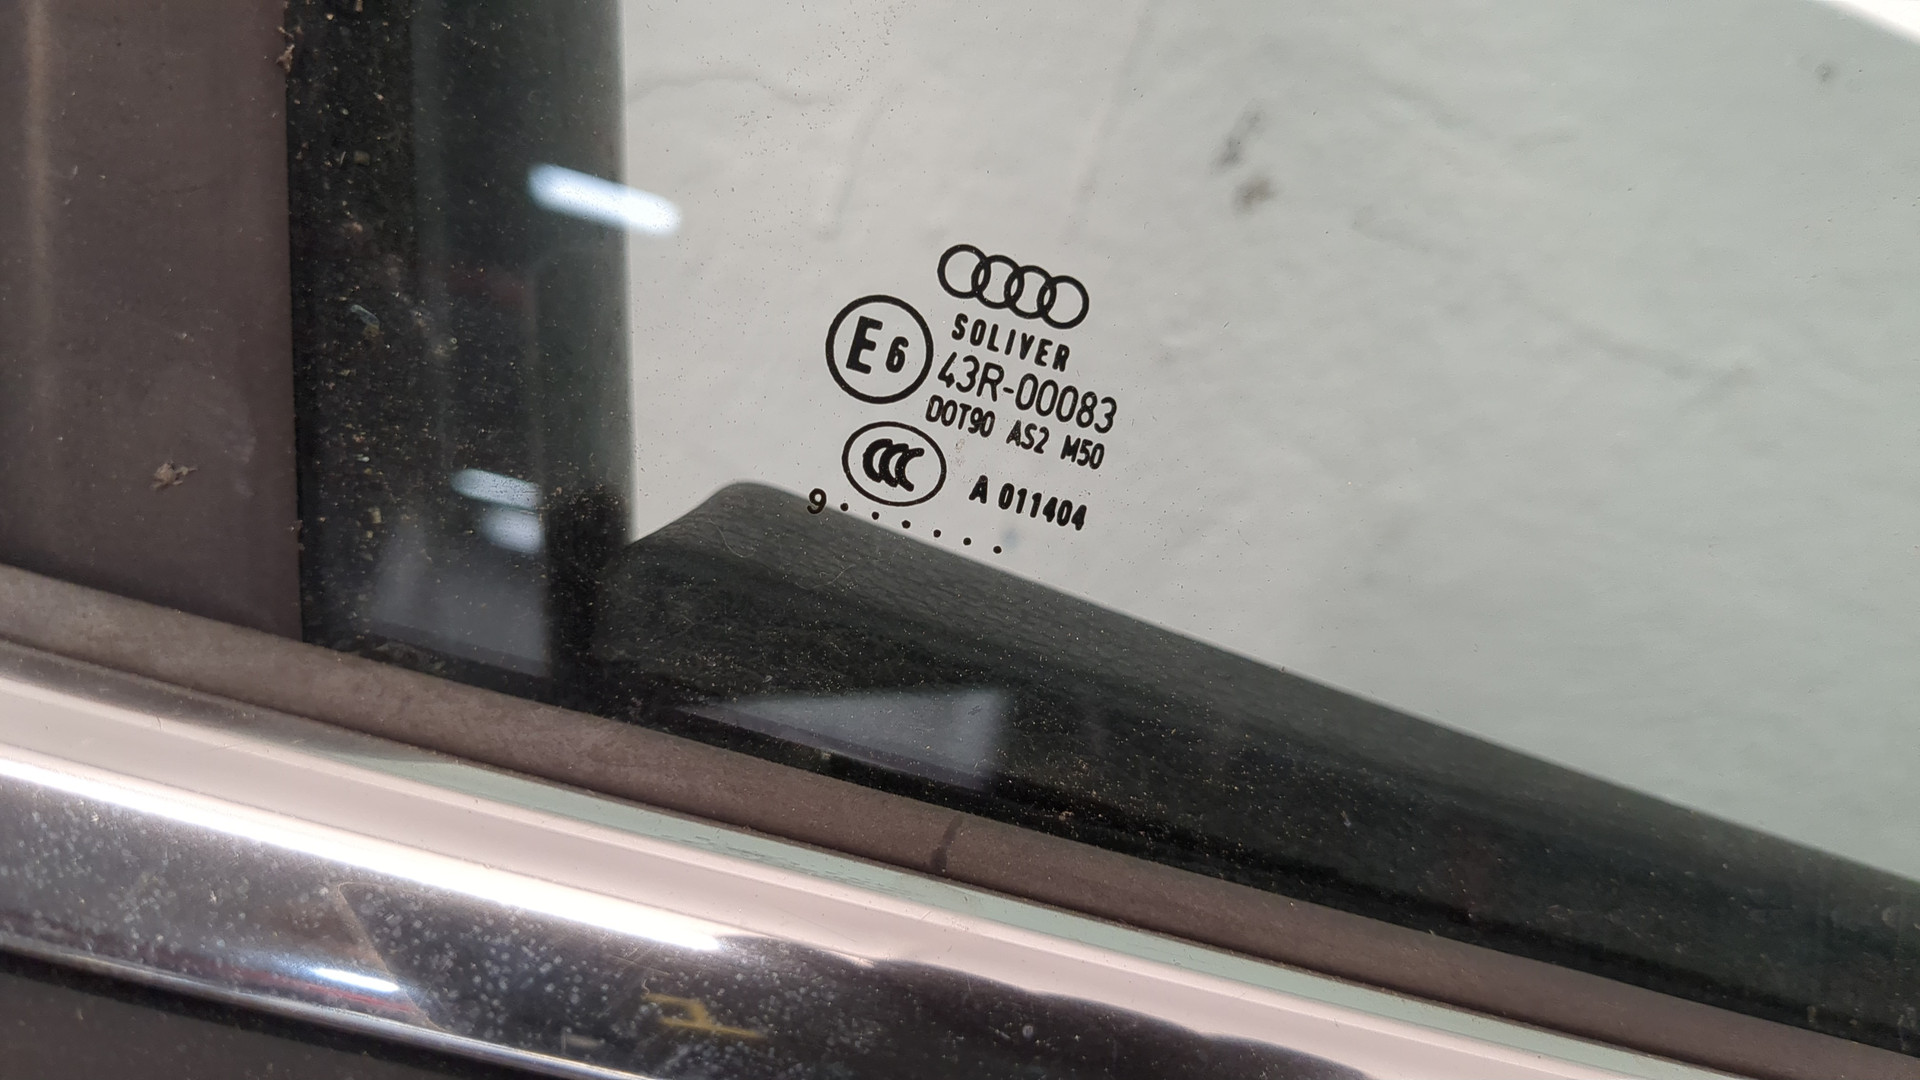 SOLIVER
E6
43R-00083
DOT90 AS2 M50
CCC
A 011404
9 . . . . . .